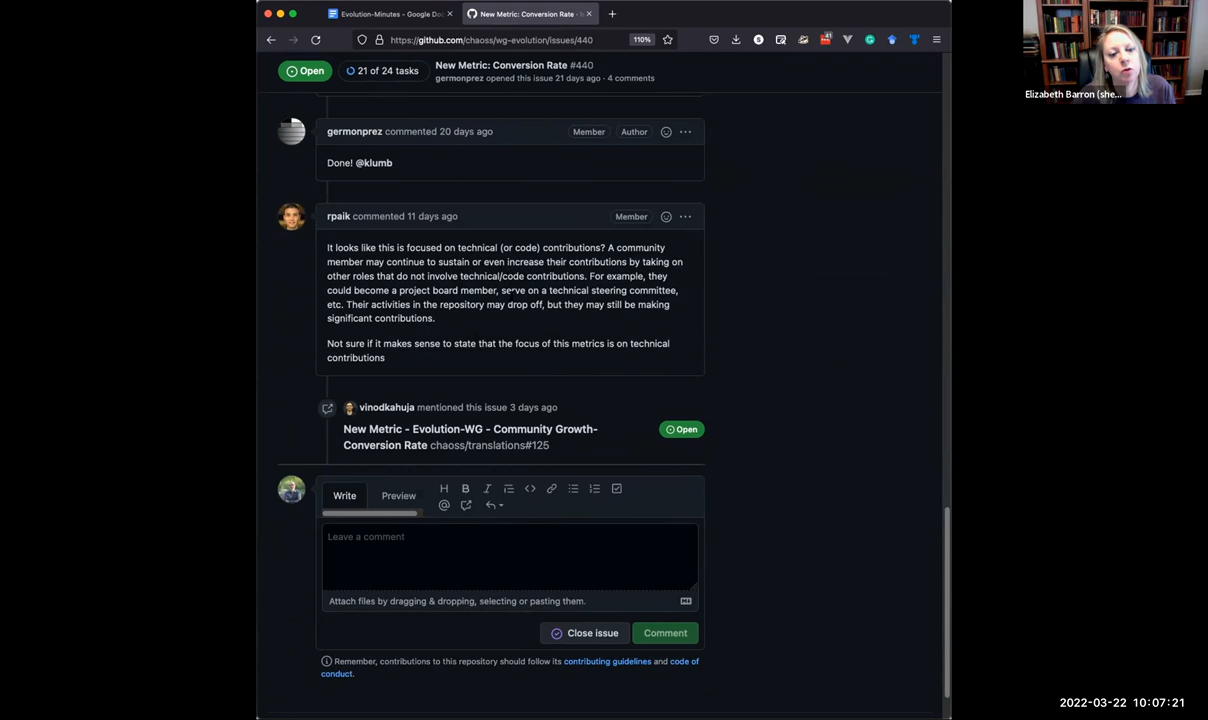 Evolution-Minutes - Google Do
New Metric: Conversion Rate -
https://github.com/chaoss/wg-evolution/issues/440
110%
41
Open
21 of 24 tasks
New Metric: Conversion Rate #440
germonprez opened this issue 21 days ago · 4 comments
germonprez commented 20 days ago
Member
Author
Done! @klumb
rpaik commented 11 days ago
Member
It looks like this is focused on technical (or code) contributions? A community
member may continue to sustain or even increase their contributions by taking on
other roles that do not involve technical/code contributions. For example, they
could become a project board member, serve on a technical steering committee,
etc. Their activities in the repository may drop off, but they may still be making
significant contributions.
Not sure if it makes sense to state that the focus of this metrics is on technical
contributions
vinodkahuja mentioned this issue 3 days ago
New Metric - Evolution-WG - Community Growth-
Conversion Rate chaoss/translations#125
Open
Write
Preview
Leave a comment
Attach files by dragging & dropping, selecting or pasting them.
Close issue
Comment
Remember, contributions to this repository should follow its contributing guidelines and code of
conduct.
Elizabeth Barron (she...
2022-03-22 10:07:21